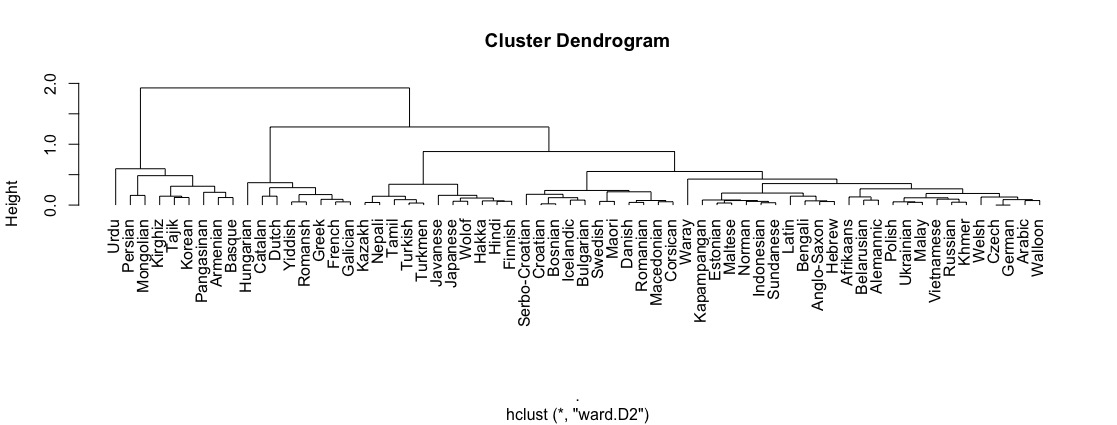 Cluster Dendrogram
Height
2.0
1.0
0.0
Urdu
Persian
Mongolian
Kirghiz
Tajik
Korean
Pangasinan
Armenian
Basque
Hungarian
Catalan
Dutch
Yiddish
Romansh
Greek
French
Galician
Kazakh
Nepali
Tamil
Turkish
Turkmen
Javanese
Japanese
Wolof
Hakka
Hindi
Finnish
Serbo-Croatian
Croatian
Bosnian
Icelandic
Bulgarian
Swedish
Maori
Danish
Romanian
Macedonian
Corsican
Waray
Kapampangan
Estonian
Maltese
Norman
Indonesian
Sundanese
Latin
Bengali
Anglo-Saxon
Hebrew
Afrikaans
Belarusian
Alemannic
Polish
Ukrainian
Malay
Vietnamese
Russian
Khmer
Welsh
Czech
German
Arabic
Walloon
.
hclust (*, "ward.D2")